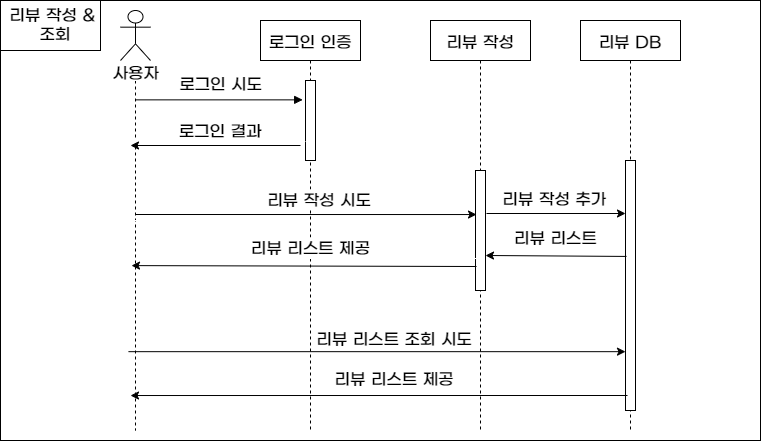 리뷰 작성 &
조회
사용자
로그인 인증
리뷰 작성
리뷰 DB
로그인 시도
로그인 결과
리뷰 작성 시도
리뷰 작성 추가
리뷰 리스트
리뷰 리스트 제공
리뷰 리스트 조회 시도
리뷰 리스트 제공